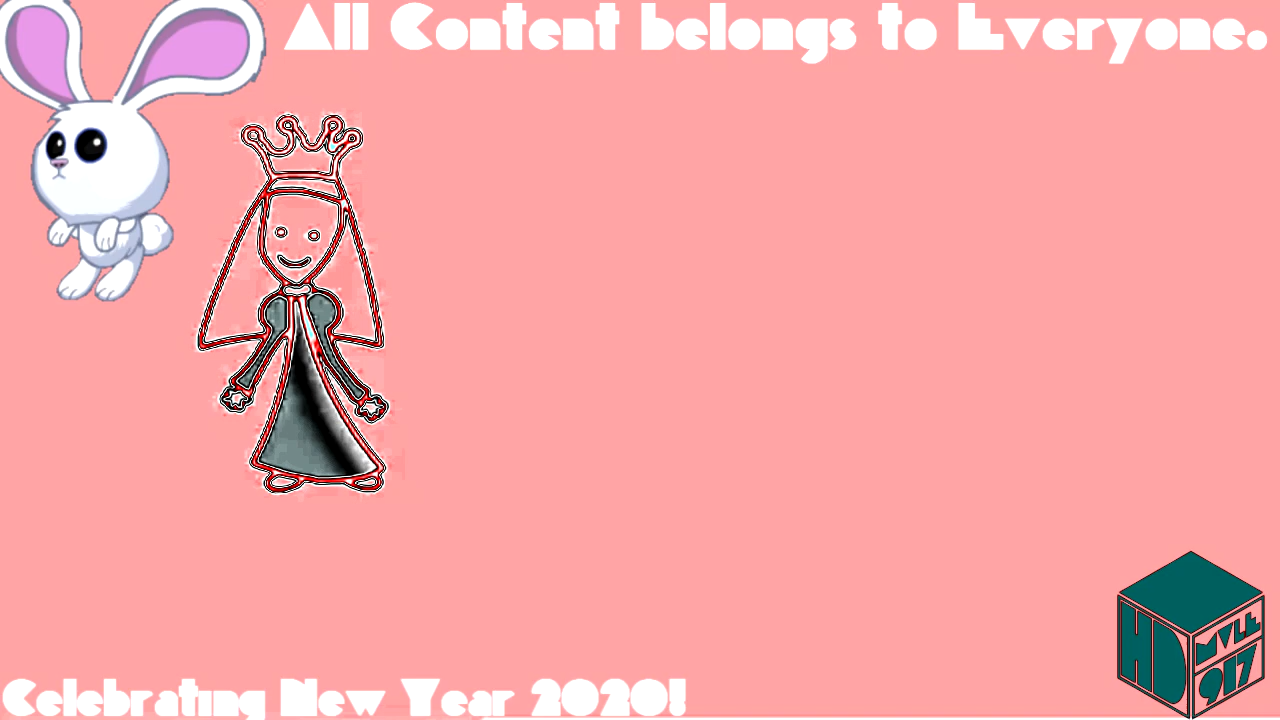 All Content belongs to Everyone.
HD
MVLE
917
Celebrating New Year 2020!